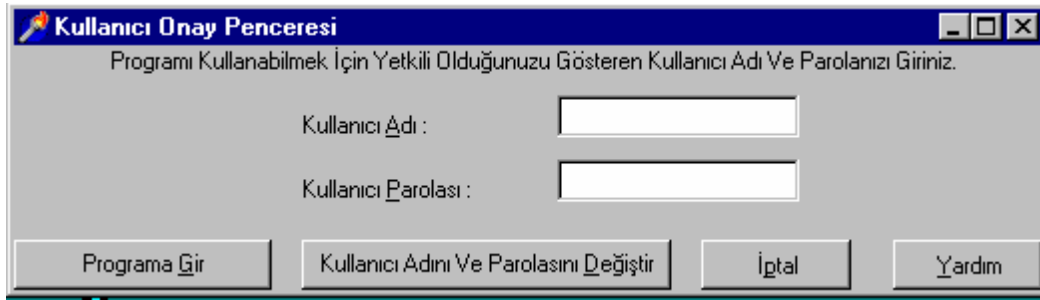 Kullanıcı Onay Penceresi
Programı Kullanabilmek İçin Yetkili Olduğunuzu Gösteren Kullanıcı Adı Ve Parolanızı Giriniz.
Kullanıcı Adı :
Kullanıcı Parolası :
Programa Gir
Kullanıcı Adını Ve Parolasını Değiştir
İptal
Yardım